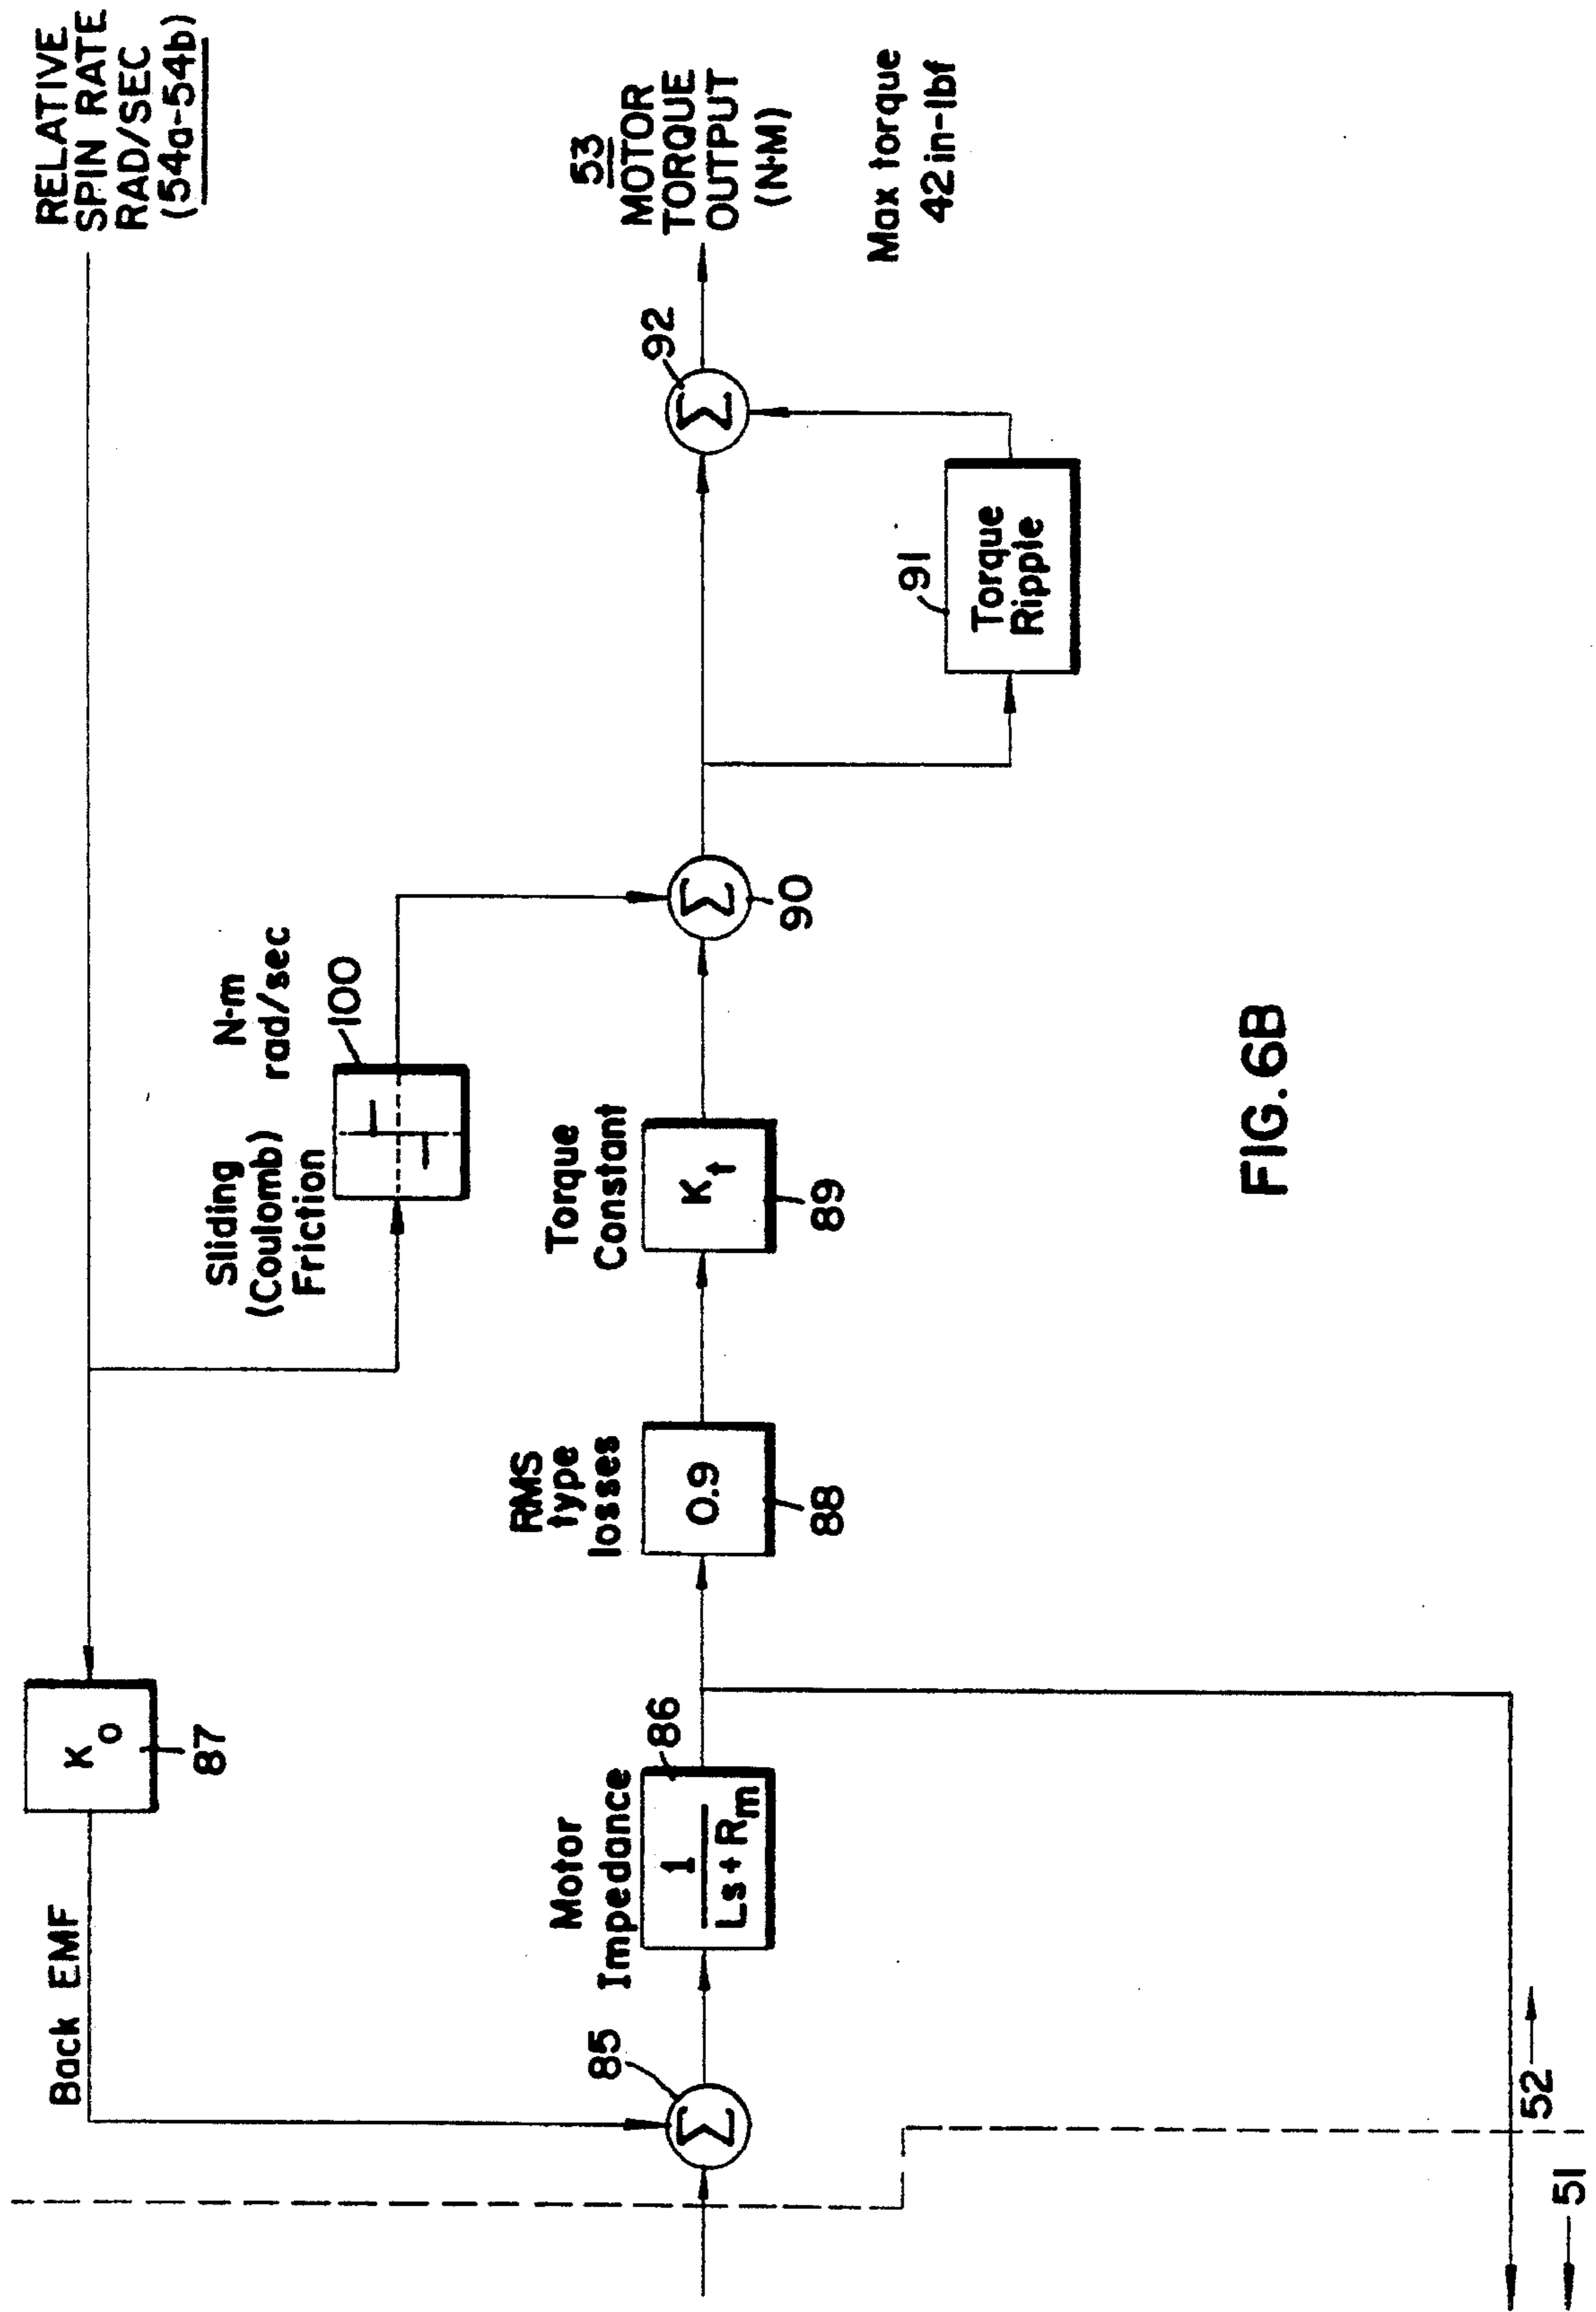 RELATIVE
SPIN RATE
RAD/SEC
(54a-54b)
Back EMF
K o
87
Sliding
(Coulomb)
Friction
N-m
rad/sec
100
85
Motor
Impedance
86
1
Ls + Rm
RMS
type
losses
0.9
88
Torque
Constant
K t
89
Σ
Σ
90
Σ
92
91
Torque
Ripple
53
MOTOR
TORQUE
OUTPUT
(N·M)
Max torque
42 in-lbf
52
51
FIG. 6B